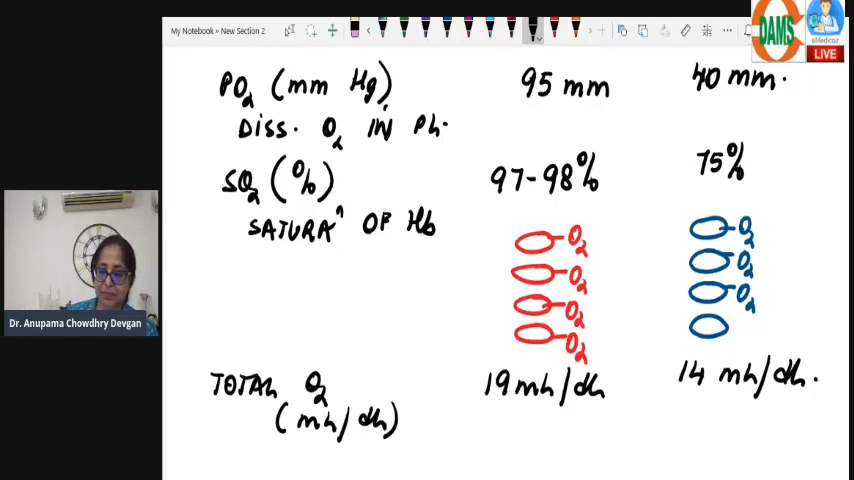 My Notebook » New Section 2
DAMS
eMedicoz
LIVE
PO2 (mm Hg) 95 mm 40 mm.
DISS. O2 IN Pl.
SO2 (%) 97-98% 75%
SATURAⁿ OF Hb
O2 O2
O2 O2
O2 O2
O2
TOTAL O2 19 ml/dl 14 ml/dl.
(ml/dl)
Dr. Anupama Chowdhry Devgan